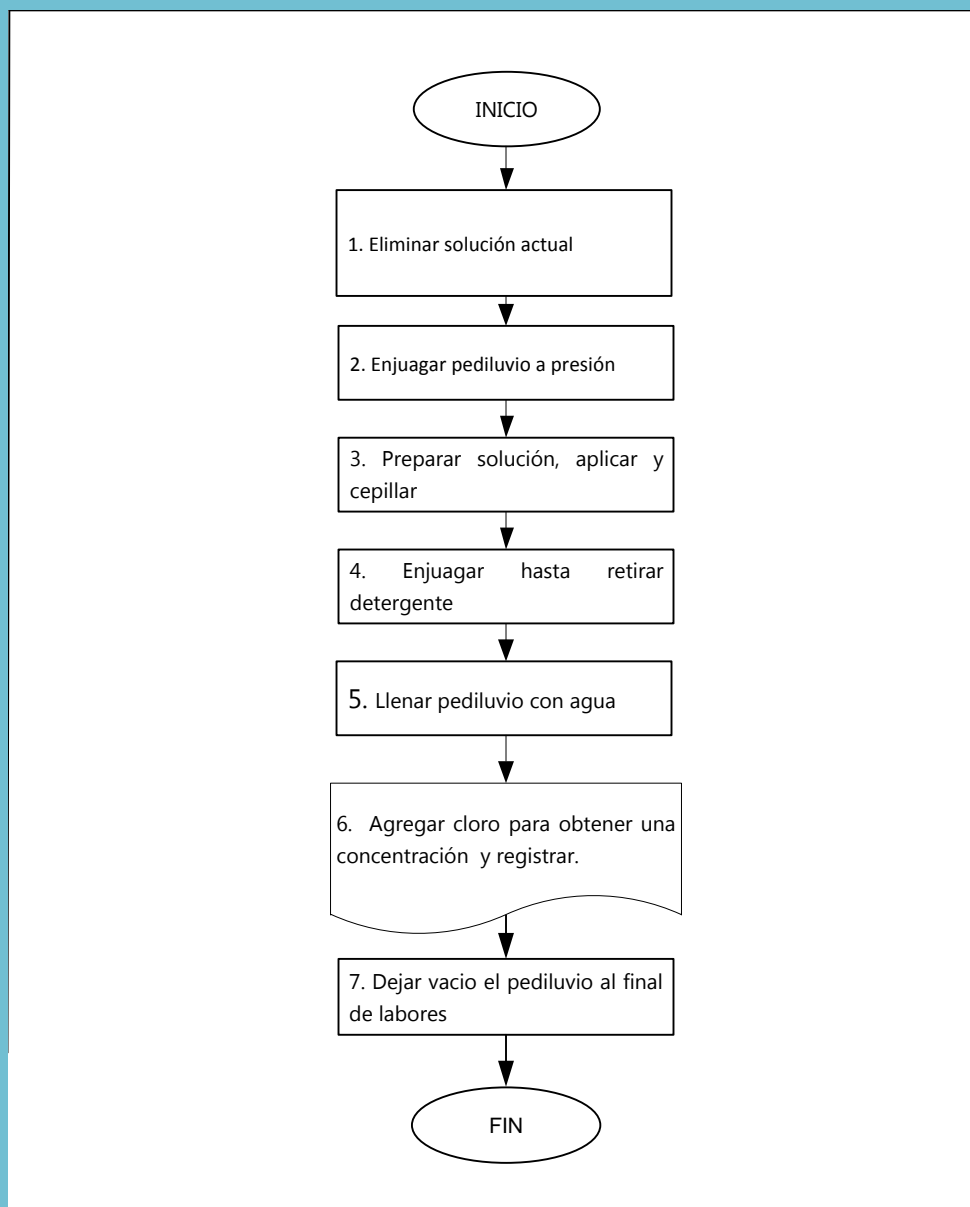 INICIO
1. Eliminar solución actual
2. Enjuagar pediluvio a presión
3. Preparar solución, aplicar y
cepillar
4. Enjuagar hasta retirar
detergente
5. Llenar pediluvio con agua
6. Agregar cloro para obtener una
concentración y registrar.
7. Dejar vacio el pediluvio al final
de labores
FIN